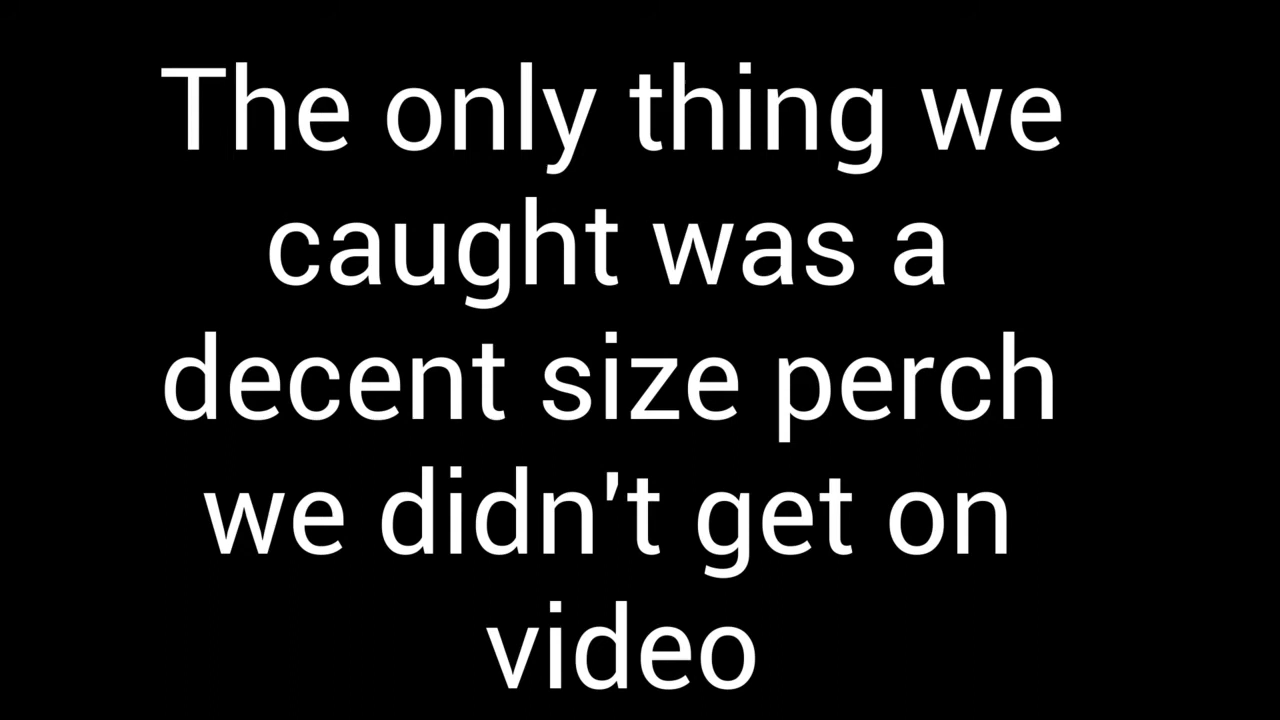 The only thing we
caught was a
decent size perch
we didn't get on
video